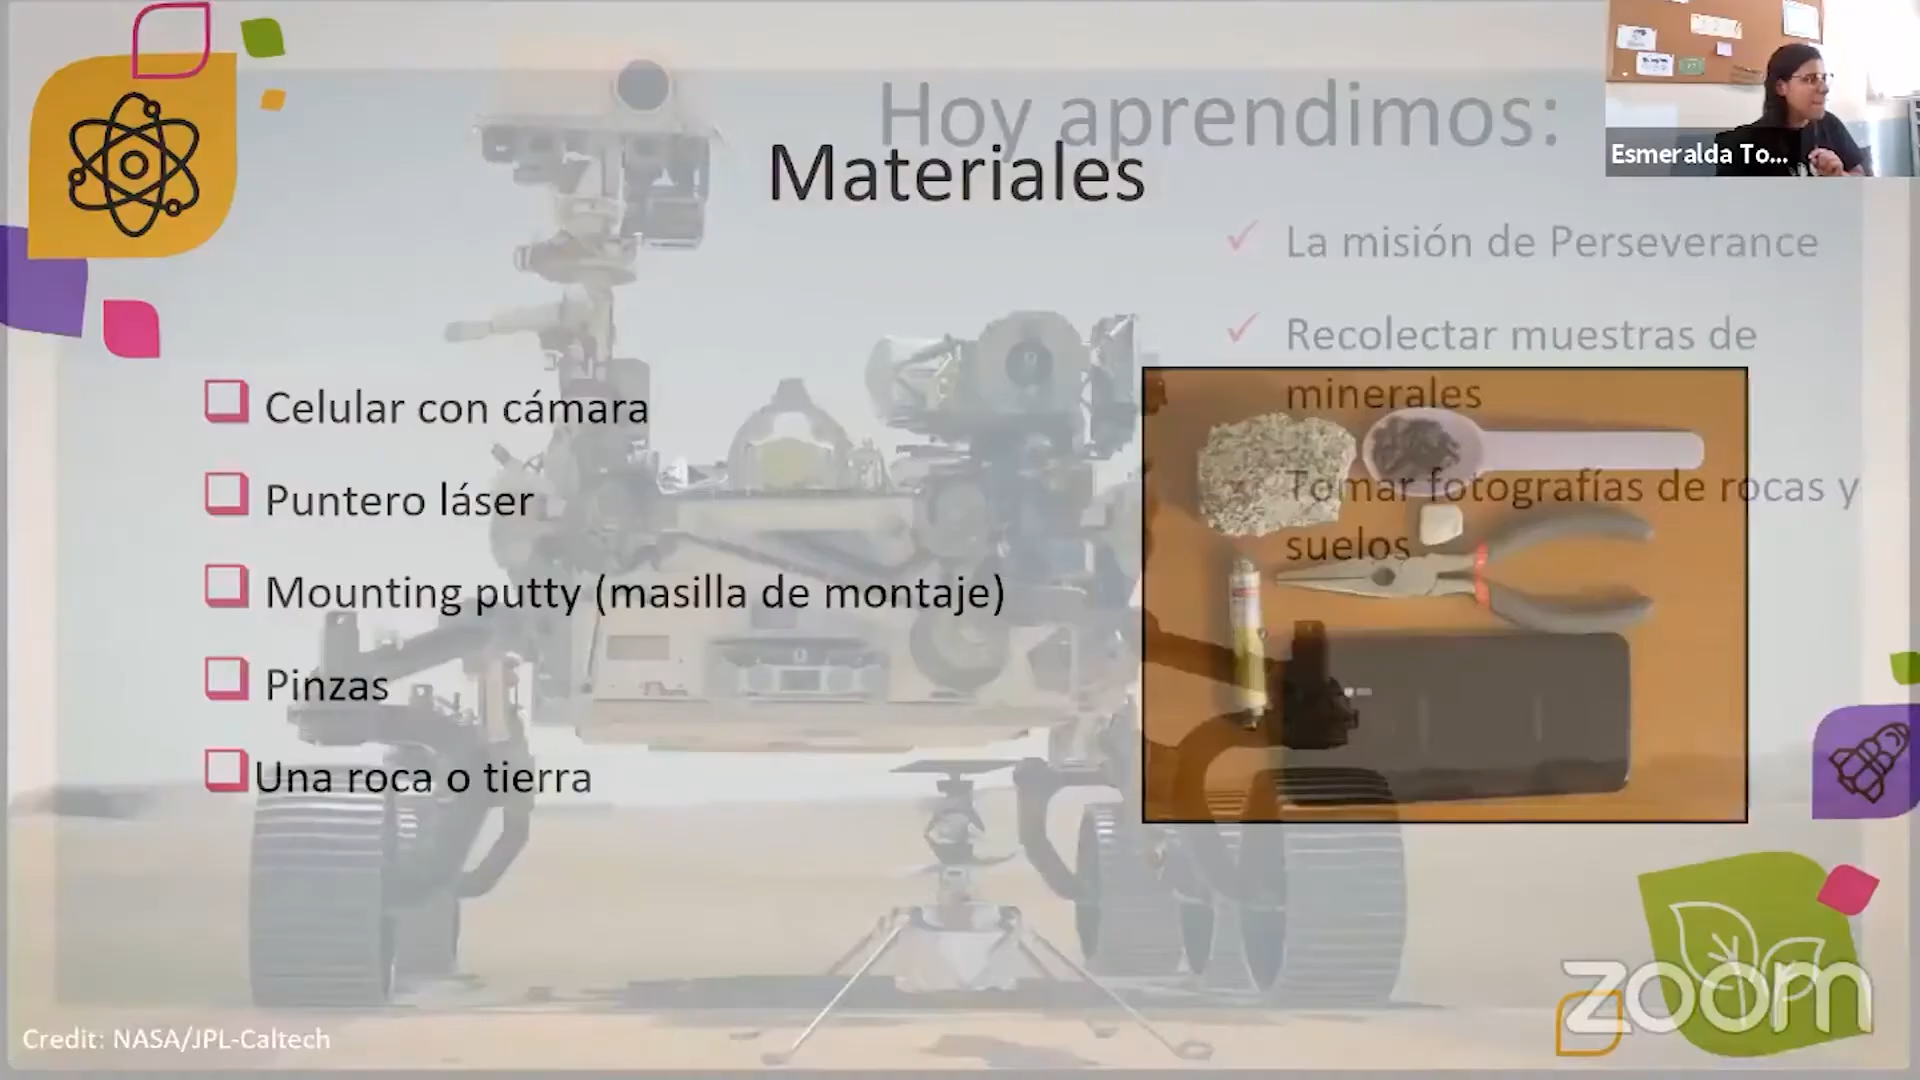 Hoy aprendimos:
Materiales
Esmeralda To...
La misión de Perseverance
Recolectar muestras de
minerales
Tomar fotografías de rocas y
suelos
Celular con cámara
Puntero láser
Mounting putty (masilla de montaje)
Pinzas
Una roca o tierra
Credit: NASA/JPL-Caltech
zoom